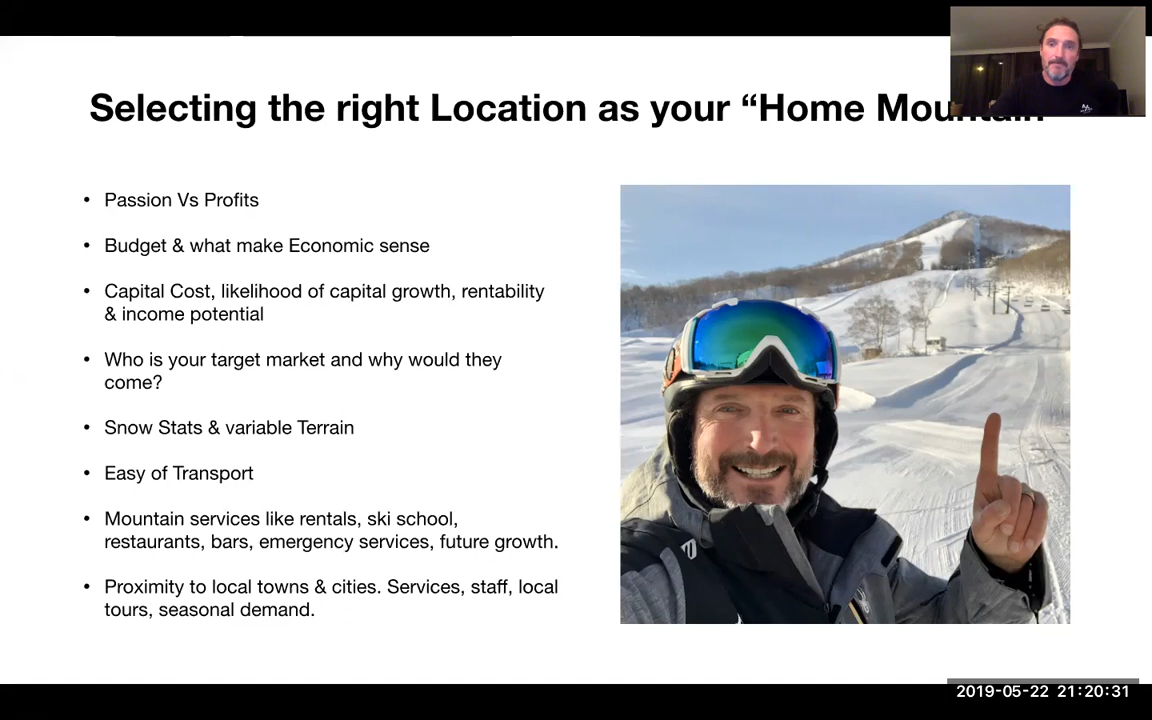 Selecting the right Location as your “Home Mountain
• Passion Vs Profits
• Budget & what make Economic sense
• Capital Cost, likelihood of capital growth, rentability
& income potential
• Who is your target market and why would they
come?
• Snow Stats & variable Terrain
• Easy of Transport
• Mountain services like rentals, ski school,
restaurants, bars, emergency services, future growth.
• Proximity to local towns & cities. Services, staff, local
tours, seasonal demand.
2019-05-22 21:20:31